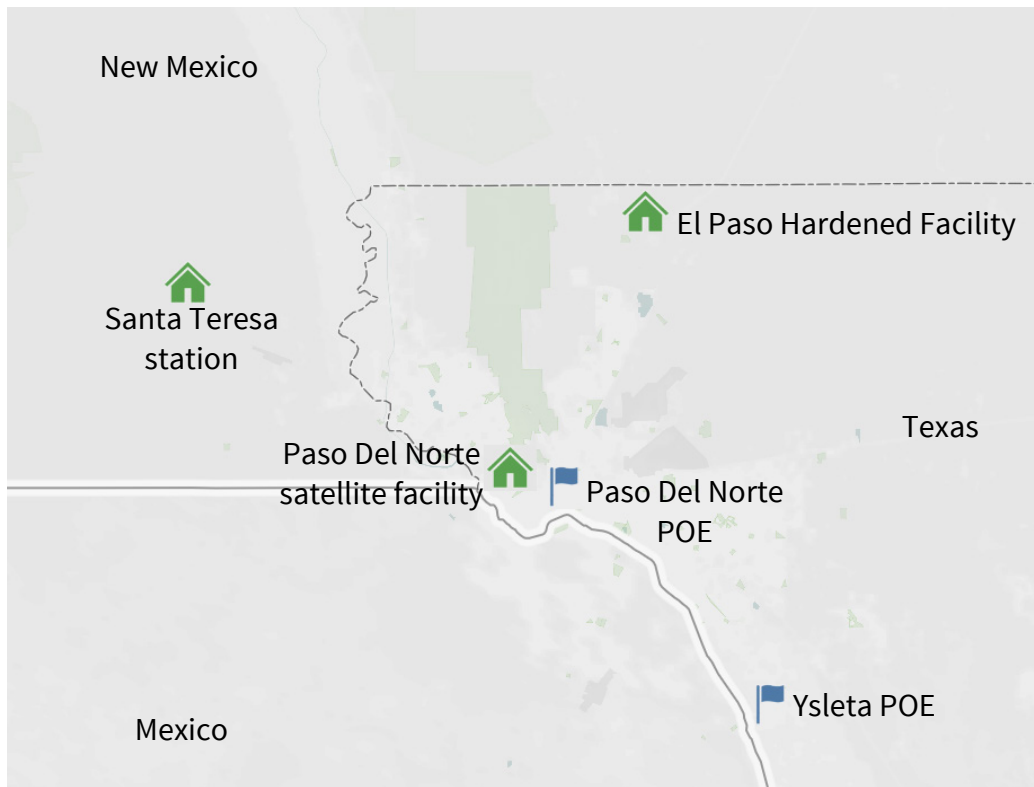 New Mexico
El Paso Hardened Facility
Santa Teresa
station
Texas
Paso Del Norte
satellite facility
Paso Del Norte
POE
Ysleta POE
Mexico